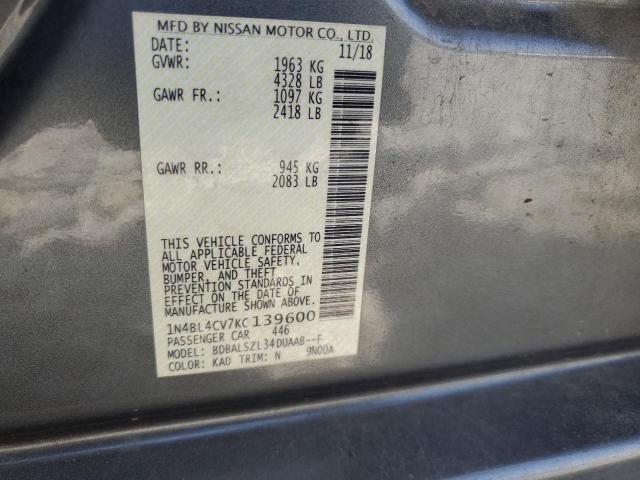 MFD BY NISSAN MOTOR CO., LTD.
DATE: 11/18
GVWR: 1963 KG
4328 LB
GAWR FR.: 1097 KG
2418 LB
GAWR RR.: 945 KG
2083 LB
THIS VEHICLE CONFORMS TO
ALL APPLICABLE FEDERAL
MOTOR VEHICLE SAFETY,
BUMPER, AND THEFT
PREVENTION STANDARDS IN
EFFECT ON THE DATE OF
MANUFACTURE SHOWN ABOVE.
1N4BL4CV7KC139600
PASSENGER CAR 446
MODEL: BDBALSZL34DUAAB--F
COLOR: KAD TRIM: N 9N00A